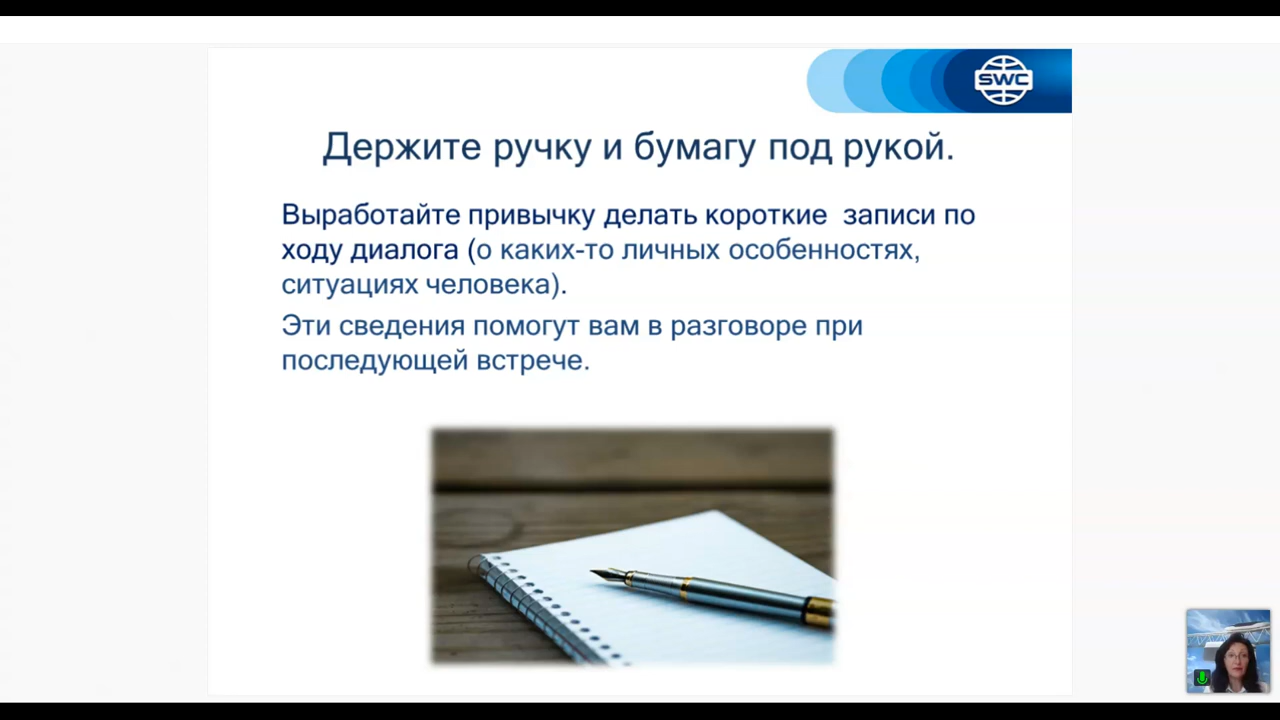 SWC
Держите ручку и бумагу под рукой.
Выработайте привычку делать короткие  записи по
ходу диалога (о каких-то личных особенностях,
ситуациях человека).
Эти сведения помогут вам в разговоре при
последующей встрече.